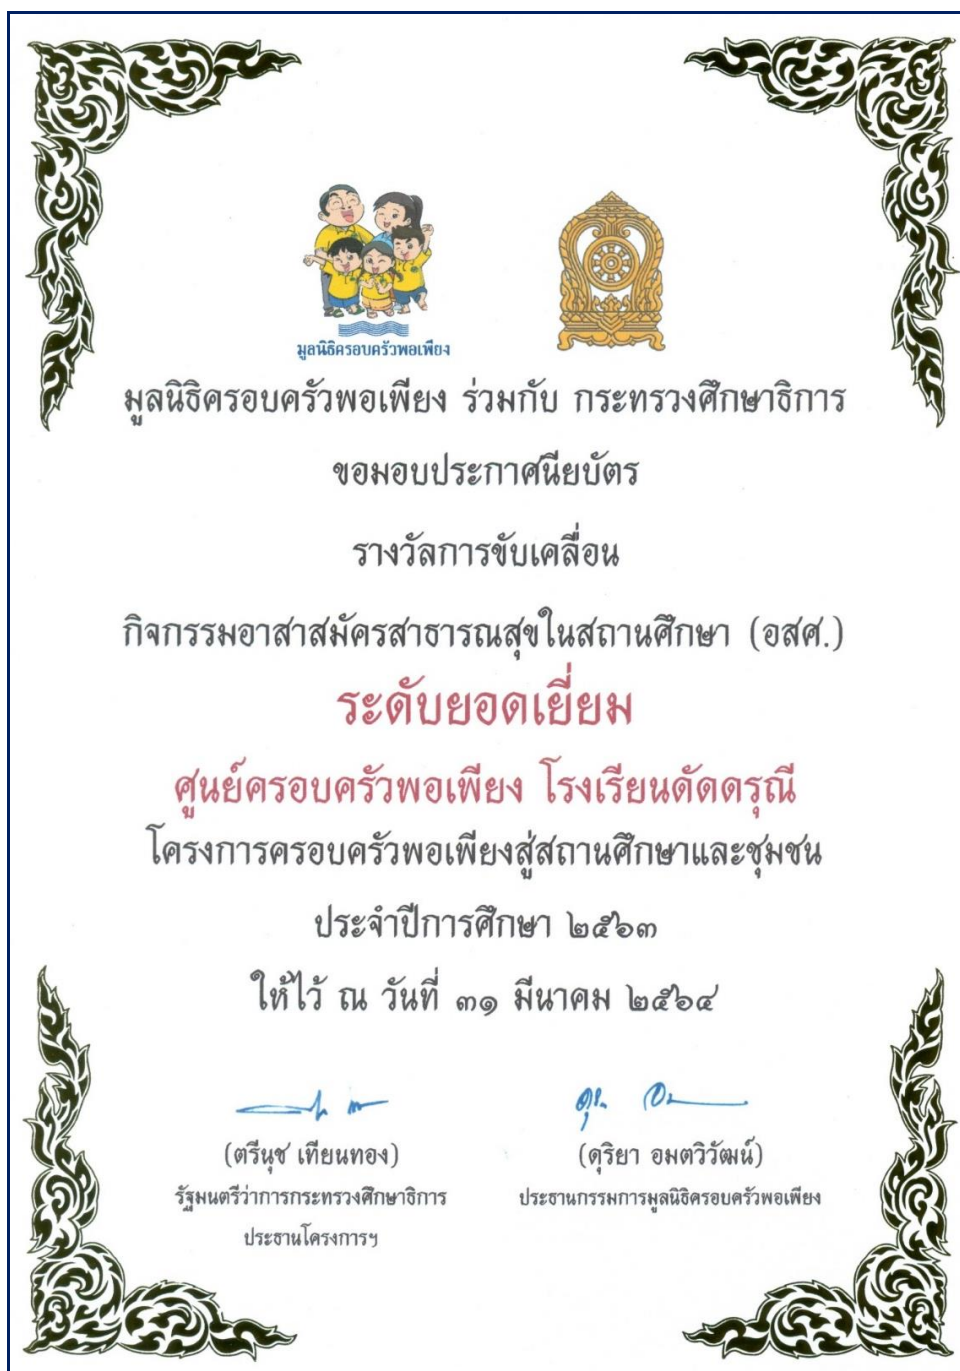 มูลนิธิครอบครัวพอเพียง
มูลนิธิครอบครัวพอเพียง ร่วมกับ กระทรวงศึกษาธิการ
ขอมอบประกาศนียบัตร
รางวัลการขับเคลื่อน
กิจกรรมอาสาสมัครสาธารณสุขในสถานศึกษา (อสศ.)
ระดับยอดเยี่ยม
ศูนย์ครอบครัวพอเพียง โรงเรียนดัดดรุณี
โครงการครอบครัวพอเพียงสู่สถานศึกษาและชุมชน
ประจำปีการศึกษา ๒๕๖๓
ให้ไว้ ณ วันที่ ๓๑ มีนาคม ๒๕๖๔
(ตรีนุช เทียนทอง) (ดุริยา อมตวิวัฒน์)
รัฐมนตรีว่าการกระทรวงศึกษาธิการ ประธานกรรมการมูลนิธิครอบครัวพอเพียง
ประธานโครงการฯ